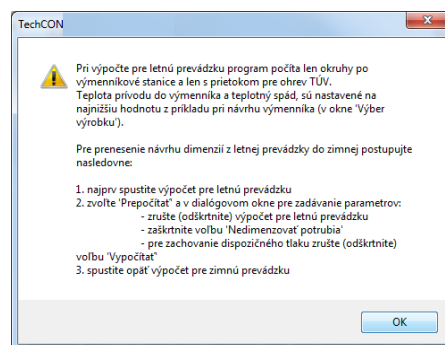 TechCON
Pri výpočte pre letnú prevádzku program počíta len okruhy po
výmenníkové stanice a len s prietokom pre ohrev TÚV.
Teplota prívodu do výmenníka a teplotný spád, sú nastavené na
najnižšiu hodnotu z príkladu pri návrhu výmenníka (v okne 'Výber
výrobku').
Pre prenesenie návrhu dimenzií z letnej prevádzky do zimnej postupujte
nasledovne:
1. najprv spustite výpočet pre letnú prevádzku
2. zvoľte 'Prepočítať" a v dialógovom okne pre zadávanie parametrov:
- zrušte (odškrtnite) výpočet pre letnú prevádzku
- zaškrtnite voľbu 'Nedimenzovať potrubia'
- pre zachovanie dispozičného tlaku zrušte (odškrtnite)
voľbu 'Vypočítať"
3. spustite opäť výpočet pre zimnú prevádzku
OK